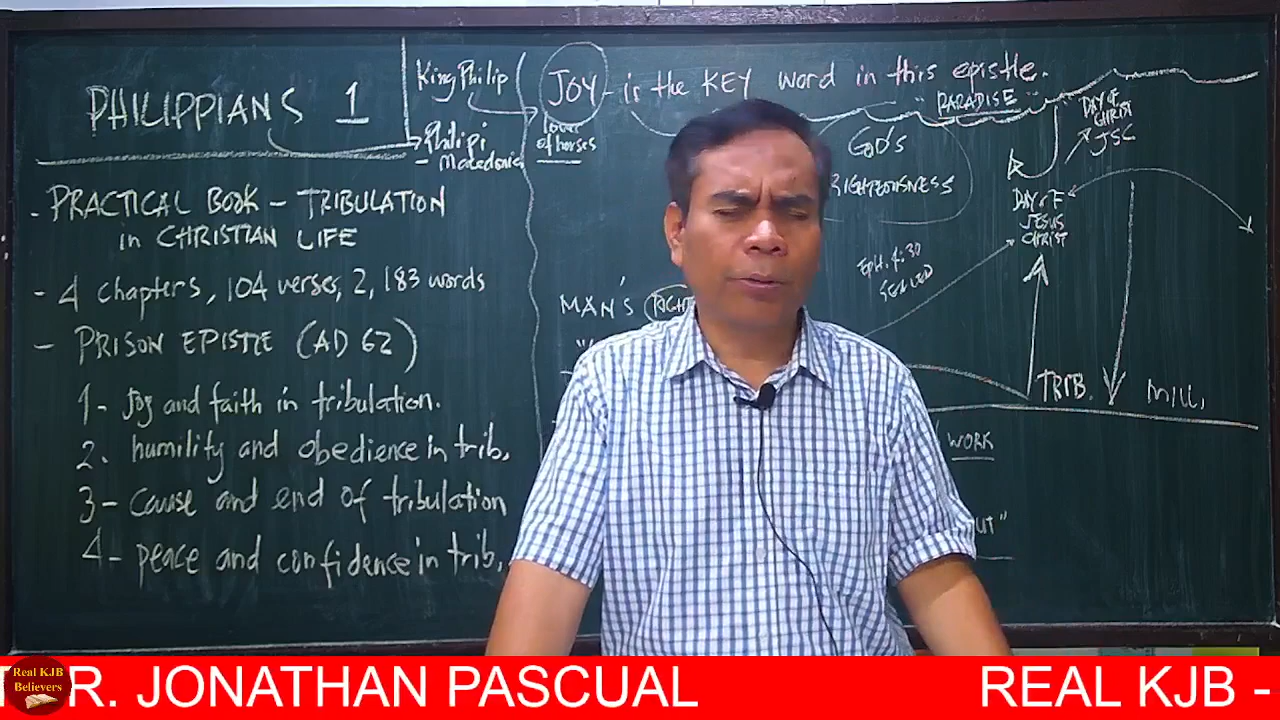 PHILIPPIANS 1
King Philip
Philipi
- Macedonia
JOY - is the KEY word in this epistle.
lover
of horses
- PRACTICAL BOOK - TRIBULATION
in CHRISTIAN LIFE
- 4 chapters, 104 verses, 2,183 words
- PRISON EPISTLE (AD 62)
1- joy and faith in tribulation.
2. humility and obedience in trib.
3- cause and end of tribulation
4- peace and confidence in trib.
"PARADISE"
GOD'S
RIGHTEOUSNESS
DAY OF
CHRIST
JSC
DAY OF
JESUS
CHRIST
Eph. 4:30
SEALED
MAN'S
TRIB.
MILL.
WORK
R. JONATHAN PASCUAL
REAL KJB -
Real KJB
Believers